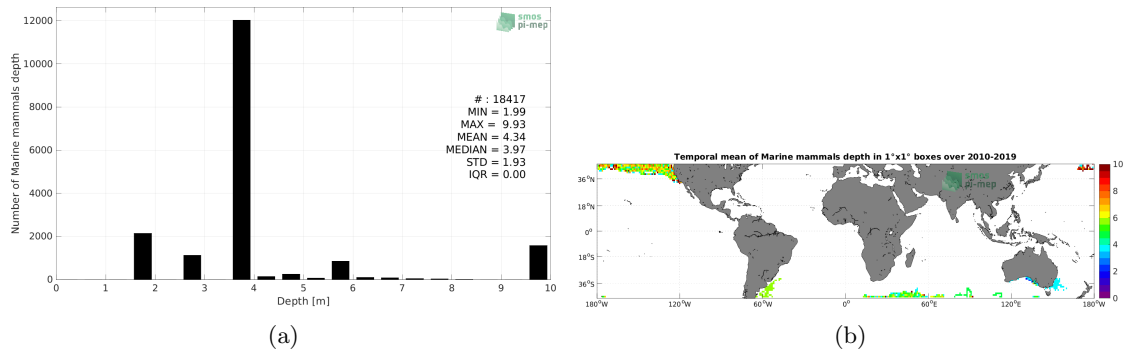 12000
10000
8000
6000
4000
2000
0
Number of Marine mammals depth
smos
pi-mep
# : 18417
MIN = 1.99
MAX = 9.93
MEAN = 4.34
MEDIAN = 3.97
STD = 1.93
IQR = 0.00
0 1 2 3 4 5 6 7 8 9 10
Depth [m]
(a)
Temporal mean of Marine mammals depth in 1°x1° boxes over 2010-2019
36°N
18°N
0°
18°S
36°S
smos
pi-mep
10
8
6
4
2
0
180°W 120°W 60°W 0° 60°E 120°E 180°W
(b)